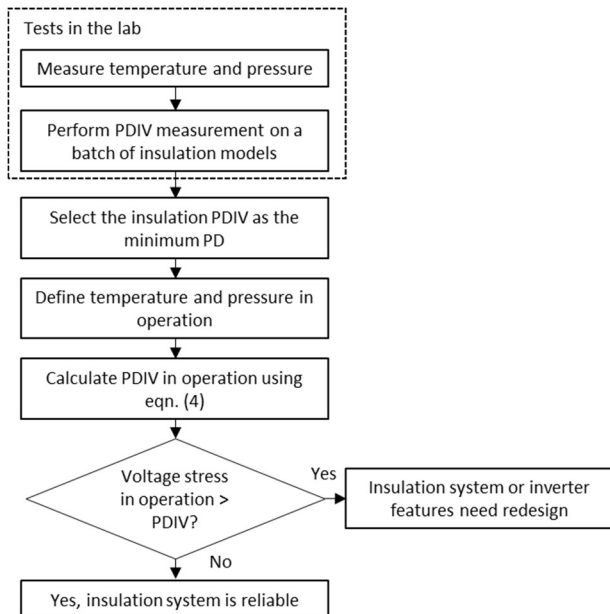 Tests in the lab
Measure temperature and pressure
Perform PDIV measurement on a
batch of insulation models
Select the insulation PDIV as the
minimum PD
Define temperature and pressure in
operation
Calculate PDIV in operation using
eqn. (4)
Voltage stress
in operation >
PDIV?
Yes
Insulation system or inverter
features need redesign
No
Yes, insulation system is reliable